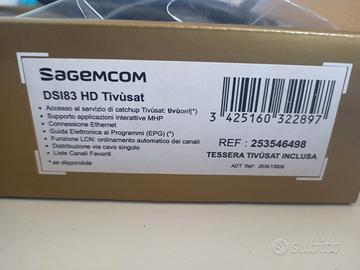 SAGEMCOM
DSI83 HD Tivùsat
• Accesso al servizio di catchup Tivùsat: tivùon!(*)
• Supporto applicazioni interattive MHP
• Connessione Ethernet
• Guida Elettronica ai Programmi (EPG) (*)
• Funzione LCN: ordinamento automatico dei canali
• Distribuzione via cavo singolo
• Liste Canali Favoriti
* se disponibile
3 425160 322897
REF : 253546498
TESSERA TIVÙSAT INCLUSA
ADT Ref:
subito